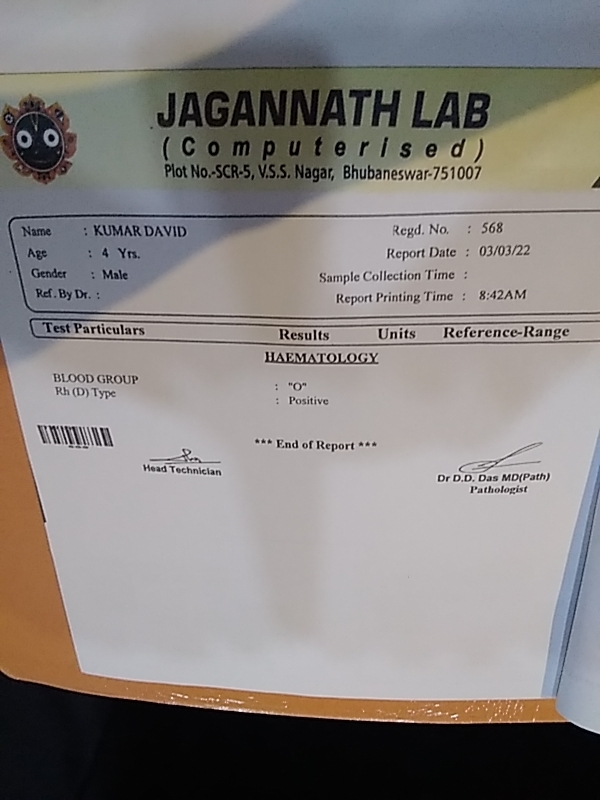 JAGANNATH LAB
(Computerised)
Plot No.-SCR-5, V.S.S. Nagar, Bhubaneswar-751007
Name : KUMAR DAVID Regd. No. : 568
Age : 4 Yrs. Report Date : 03/03/22
Gender : Male Sample Collection Time :
Ref. By Dr. : Report Printing Time : 8:42AM
Test Particulars Results Units Reference-Range
HAEMATOLOGY
BLOOD GROUP : "O"
Rh (D) Type : Positive
*** End of Report ***
Head Technician
Dr D.D. Das MD(Path)
Pathologist